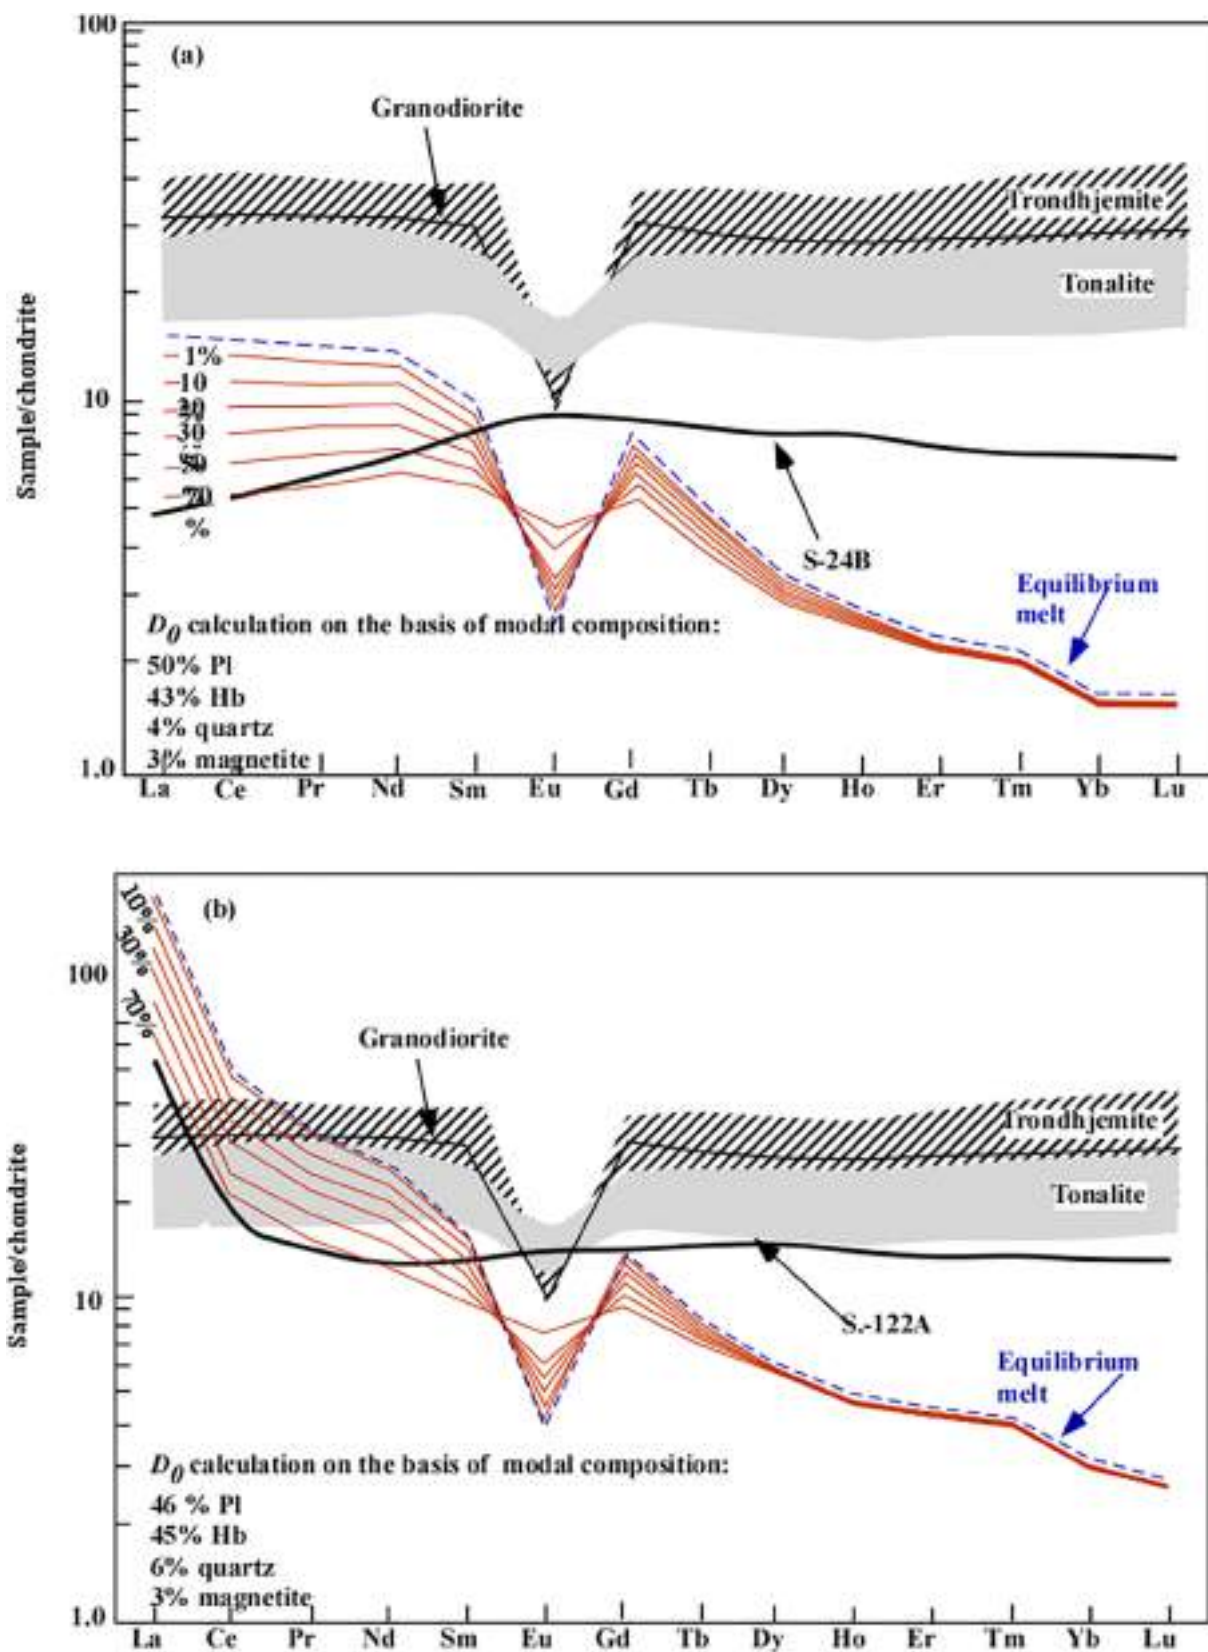 100
(a)
Granodiorite
Trondhjemite
Tonalite
Sample/chondrite
1%
10
10
30
70
%
S-24B
Equilibrium
melt
D0 calculation on the basis of modal composition:
50% Pl
43% Hb
4% quartz
3% magnetite
1.0
La Ce Pr Nd Sm Eu Gd Tb Dy Ho Er Tm Yb Lu
(b)
10%
30%
70%
100
Granodiorite
Trondhjemite
Tonalite
Sample/chondrite
10
S.-122A
Equilibrium
melt
D0 calculation on the basis of modal composition:
46 % Pl
45% Hb
6% quartz
3% magnetite
1.0
La Ce Pr Nd Sm Eu Gd Tb Dy Ho Er Tm Yb Lu